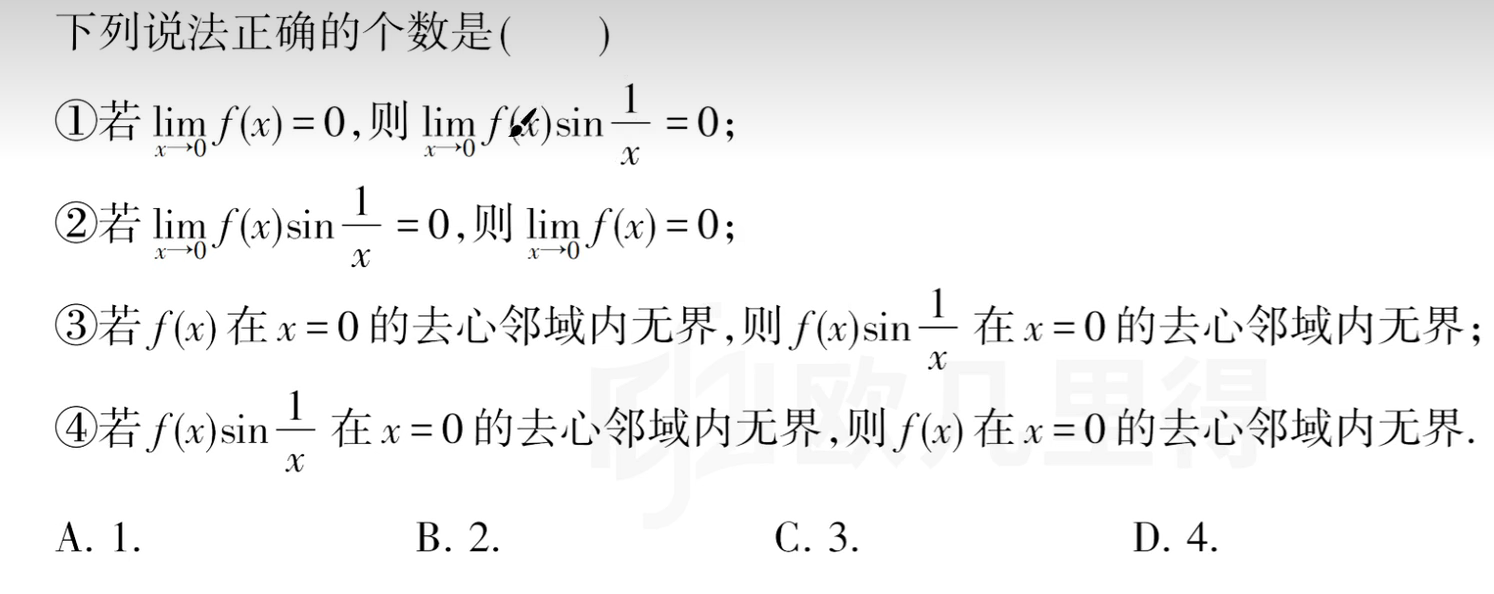 下列说法正确的个数是(  )
①若 lim_{x→0} f(x)=0,则 lim_{x→0} f(x)sin 1/x =0;
②若 lim_{x→0} f(x)sin 1/x =0,则 lim_{x→0} f(x)=0;
③若 f(x) 在 x=0 的去心邻域内无界,则 f(x)sin 1/x 在 x=0 的去心邻域内无界;
④若 f(x)sin 1/x 在 x=0 的去心邻域内无界,则 f(x) 在 x=0 的去心邻域内无界.
欧几里得
A. 1. B. 2. C. 3. D. 4.